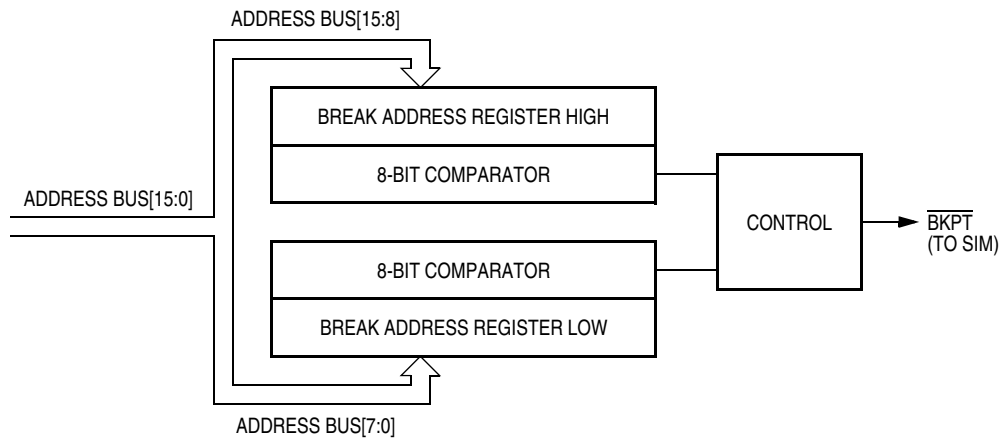 ADDRESS BUS[15:8]
BREAK ADDRESS REGISTER HIGH
8-BIT COMPARATOR
ADDRESS BUS[15:0]
CONTROL
BKPT
(TO SIM)
8-BIT COMPARATOR
BREAK ADDRESS REGISTER LOW
ADDRESS BUS[7:0]